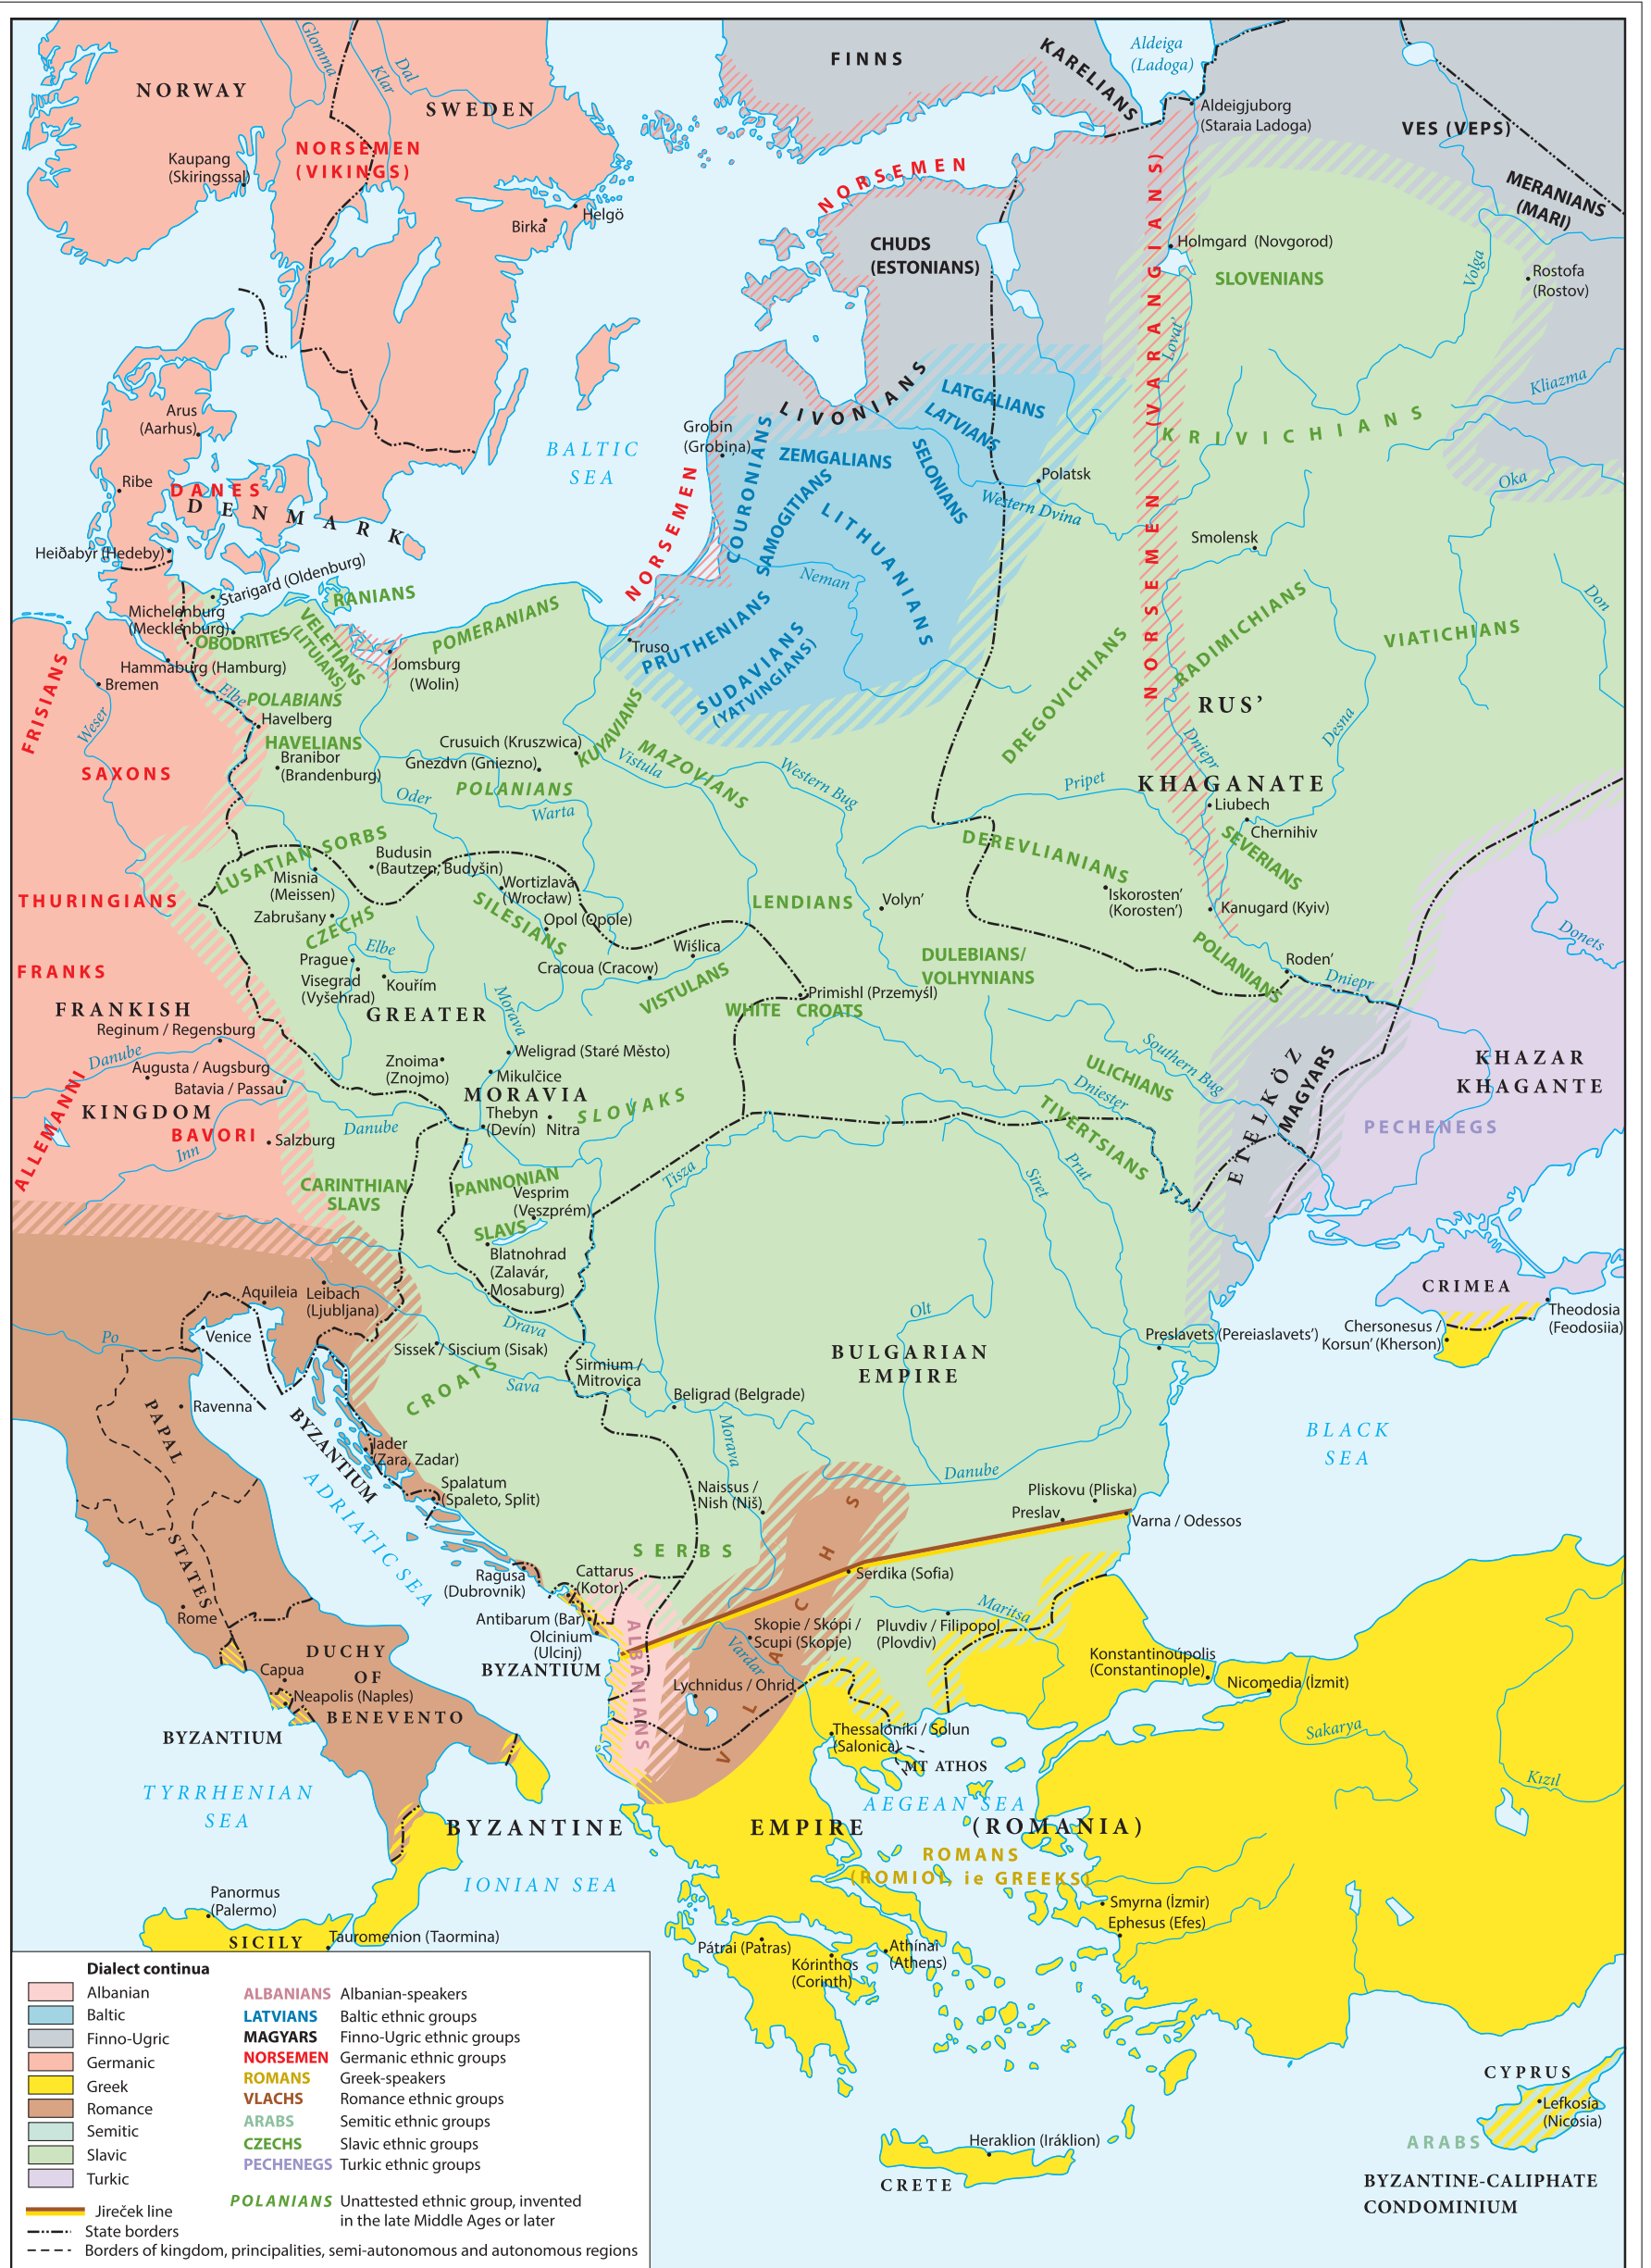 Glomma
Klar
Dal
NORWAY
SWEDEN
FINNS
KARELIANS
Aldeiga
(Ladoga)
Aldeigjuborg
(Staraia Ladoga)
VES (VEPS)
MERANIANS
(MARI)
Kaupang
(Skiringssal)
NORSEMEN
(VIKINGS)
Birka
Helgö
NORSEMEN
CHUDS
(ESTONIANS)
Holmgard (Novgorod)
SLOVENIANS
Volga
Rostofa
(Rostov)
NORSEMEN (VARANGIANS)
Lovat'
Kliazma
Arus
(Aarhus)
Ribe
DANES
DENMARK
Heiðabýr (Hedeby)
BALTIC
SEA
Grobin
(Grobina)
LIVONIANS
LATGALIANS
LATVIANS
COURONIANS
ZEMGALIANS
SAMOGITIANS
SELONIANS
LITHUANIANS
Polatsk
Western Dvina
KRIVICHIANS
Oka
Smolensk
Don
NORSEMEN
Neman
PRUTHENIANS
SUDAVIANS
(YATVINGIANS)
Truso
DREGOVICHIANS
RADIMICHIANS
VIATICHIANS
RUS’
KHAGANATE
Dniepr
Desna
Starigard (Oldenburg)
RANIANS
Michelenburg
(Mecklenburg)
OBODRITES
VELETIANS
(LITUIANS)
POMERANIANS
Jomsburg
(Wolin)
Hammaburg (Hamburg)
Bremen
FRISIANS
Weser
Elbe
POLABIANS
Havelberg
HAVELIANS
Branibor
(Brandenburg)
SAXONS
Crusuich (Kruszwica)
Gnezdvn (Gniezno)
KUYAVIANS
POLANIANS
Vistula
MAZOVIANS
Western Bug
Oder
Warta
Pripet
Liubech
Chernihiv
SEVERIANS
DEREVLIANIANS
Iskorosten’
(Korosten’)
Kanugard (Kyiv)
POLIANIANS
Roden’
Dniepr
Donets
LUSATIAN SORBS
Budusin
(Bautzen, Budyšin)
Misnia
(Meissen)
Zabrušany
CZECHS
Wortizlava
(Wrocław)
SILESIANS
Opol (Opole)
LENDIANS
Volyn’
DULEBIANS/
VOLHYNIANS
THURINGIANS
FRANKS
Elbe
Prague
Visegrad
(Vyšehrad)
Kouřim
Wiślica
Cracoua (Cracow)
VISTULANS
Primishl (Przemyśl)
WHITE CROATS
FRANKISH
KINGDOM
Reginum / Regensburg
Danube
Augusta / Augsburg
Batavia / Passau
ALLEMANNI
BAVORI
Salzburg
Inn
GREATER
MORAVIA
Morava
Weligrad (Staré Město)
Znoima
(Znojmo)
Mikulčice
Thebyn
(Devín)
Nitra
SLOVAKS
Danube
Southern Bug
ULICHIANS
Dniester
TIVERTSIANS
ETELKÖZ
MAGYARS
KHAZAR
KHAGANTE
PECHENEGS
CARINTHIAN
SLAVS
PANNONIAN
SLAVS
Vesprim
(Veszprém)
Blatnohrad
(Zalavár,
Mosaburg)
Tisza
Siret
Prut
CRIMEA
Theodosia
(Feodosiia)
Chersonesus /
Korsun’ (Kherson)
Po
Aquileia
Leibach
(Ljubljana)
Venice
Drava
Sissek / Siscium (Sisak)
CROATS
Sava
Sirmium /
Mitrovica
Beligrad (Belgrade)
Olt
BULGARIAN
EMPIRE
Preslavets (Pereiaslavets’)
BLACK
SEA
PAPAL
STATES
Ravenna
BYZANTIUM
ADRIATIC SEA
Jader
(Zara, Zadar)
Spalatum
(Spaleto, Split)
Morava
Danube
Naissus /
Nish (Niš)
Pliskovu (Pliska)
Preslav
Varna / Odessos
SERBS
VLACHS
Serdika (Sofia)
Ragusa
(Dubrovnik)
Cattarus
(Kotor)
Antibarum (Bar)
Olcinium
(Ulcinj)
BYZANTIUM
ALBANIANS
Skopie / Skópi /
Scupi (Skopje)
Vardar
Pluvdiv / Filipopol
(Plovdiv)
Maritsa
Lychnidus / Ohrid
Konstantinoúpolis
(Constantinople)
Nicomedia (İzmit)
Rome
DUCHY
OF
BENEVENTO
Capua
Neapolis (Naples)
BYZANTIUM
Thessaloníki / Solun
(Salonica)
MT ATHOS
Sakarya
Kızıl
TYRRHENIAN
SEA
BYZANTINE EMPIRE (ROMANIA)
AEGEAN SEA
ROMANS
(ROMIOI, ie GREEKS)
IONIAN SEA
Panormus
(Palermo)
SICILY
Tauromenion (Taormina)
Smyrna (İzmir)
Ephesus (Efes)
Pátrai (Patras)
Kórinthos
(Corinth)
Athínai
(Athens)
Heraklion (Iráklion)
CRETE
CYPRUS
Lefkosía
(Nicosia)
ARABS
BYZANTINE-CALIPHATE
CONDOMINIUM
Dialect continua
Albanian
Baltic
Finno-Ugric
Germanic
Greek
Romance
Semitic
Slavic
Turkic
Jireček line
State borders
Borders of kingdom, principalities, semi-autonomous and autonomous regions
ALBANIANS Albanian-speakers
LATVIANS Baltic ethnic groups
MAGYARS Finno-Ugric ethnic groups
NORSEMEN Germanic ethnic groups
ROMANS Greek-speakers
VLACHS Romance ethnic groups
ARABS Semitic ethnic groups
CZECHS Slavic ethnic groups
PECHENEGS Turkic ethnic groups
POLANIANS Unattested ethnic group, invented
in the late Middle Ages or later